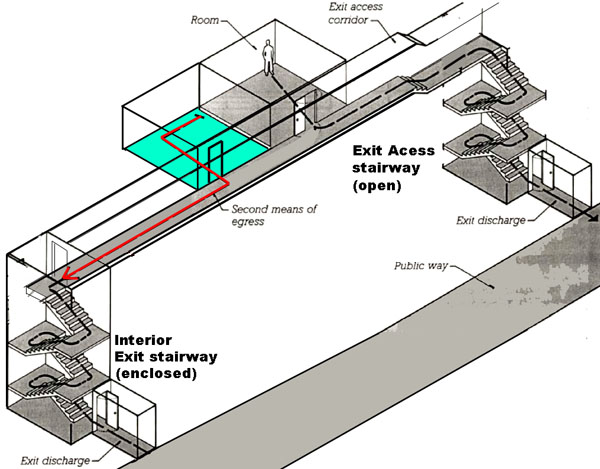 Exit access
corridor
Room
Exit Acess
stairway
(open)
Second means of
egress
Exit discharge
Public way
Interior
Exit stairway
(enclosed)
Exit discharge